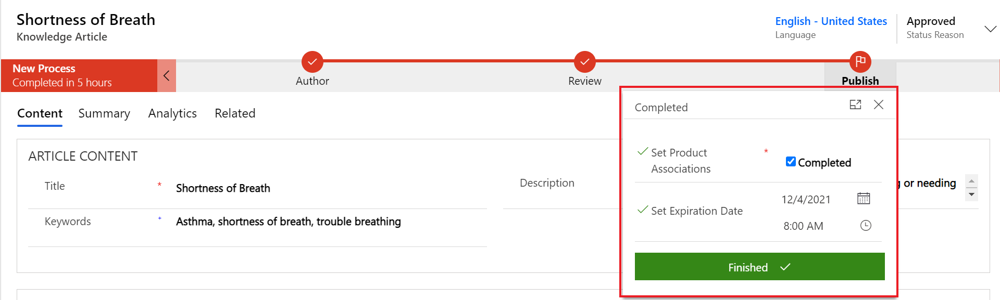 Shortness of Breath
Knowledge Article
English - United States
Language
Approved
Status Reason
New Process
Completed in 5 hours
Author
Review
Publish
Content
Summary
Analytics
Related
Completed
Set Product
Associations
*
Completed
Set Expiration Date
12/4/2021
8:00 AM
Finished
ARTICLE CONTENT
Title
*
Shortness of Breath
Description
or needing
Keywords
+
Asthma, shortness of breath, trouble breathing